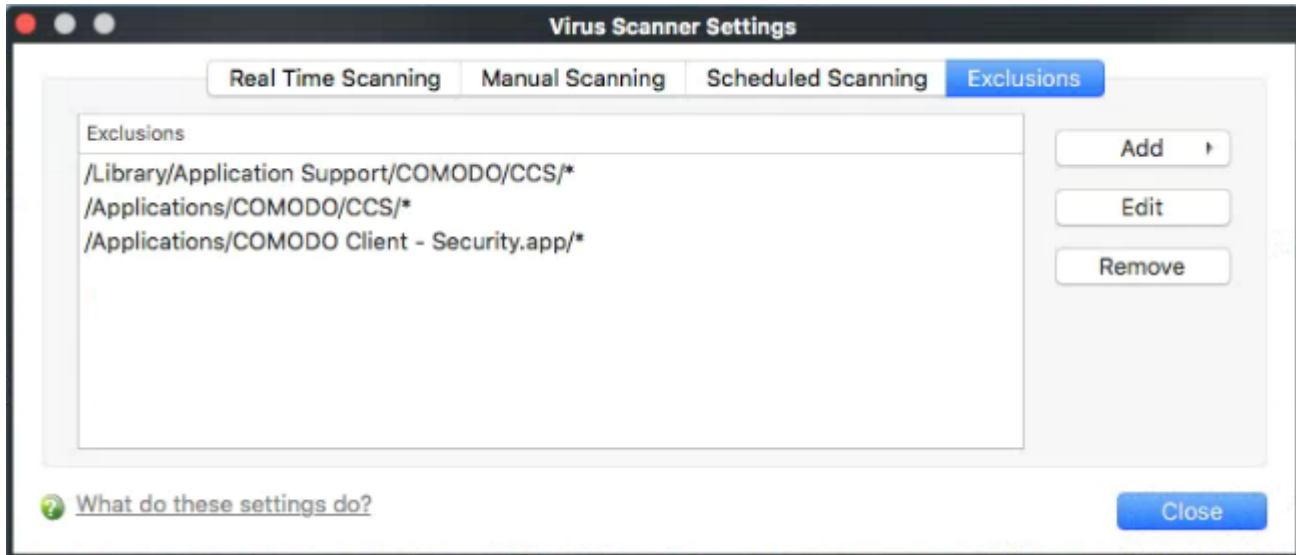 Virus Scanner Settings
Real Time Scanning Manual Scanning Scheduled Scanning Exclusions
Exclusions
/Library/Application Support/COMODO/CCS/*
/Applications/COMODO/CCS/*
/Applications/COMODO Client - Security.app/*
Add
Edit
Remove
What do these settings do?
Close